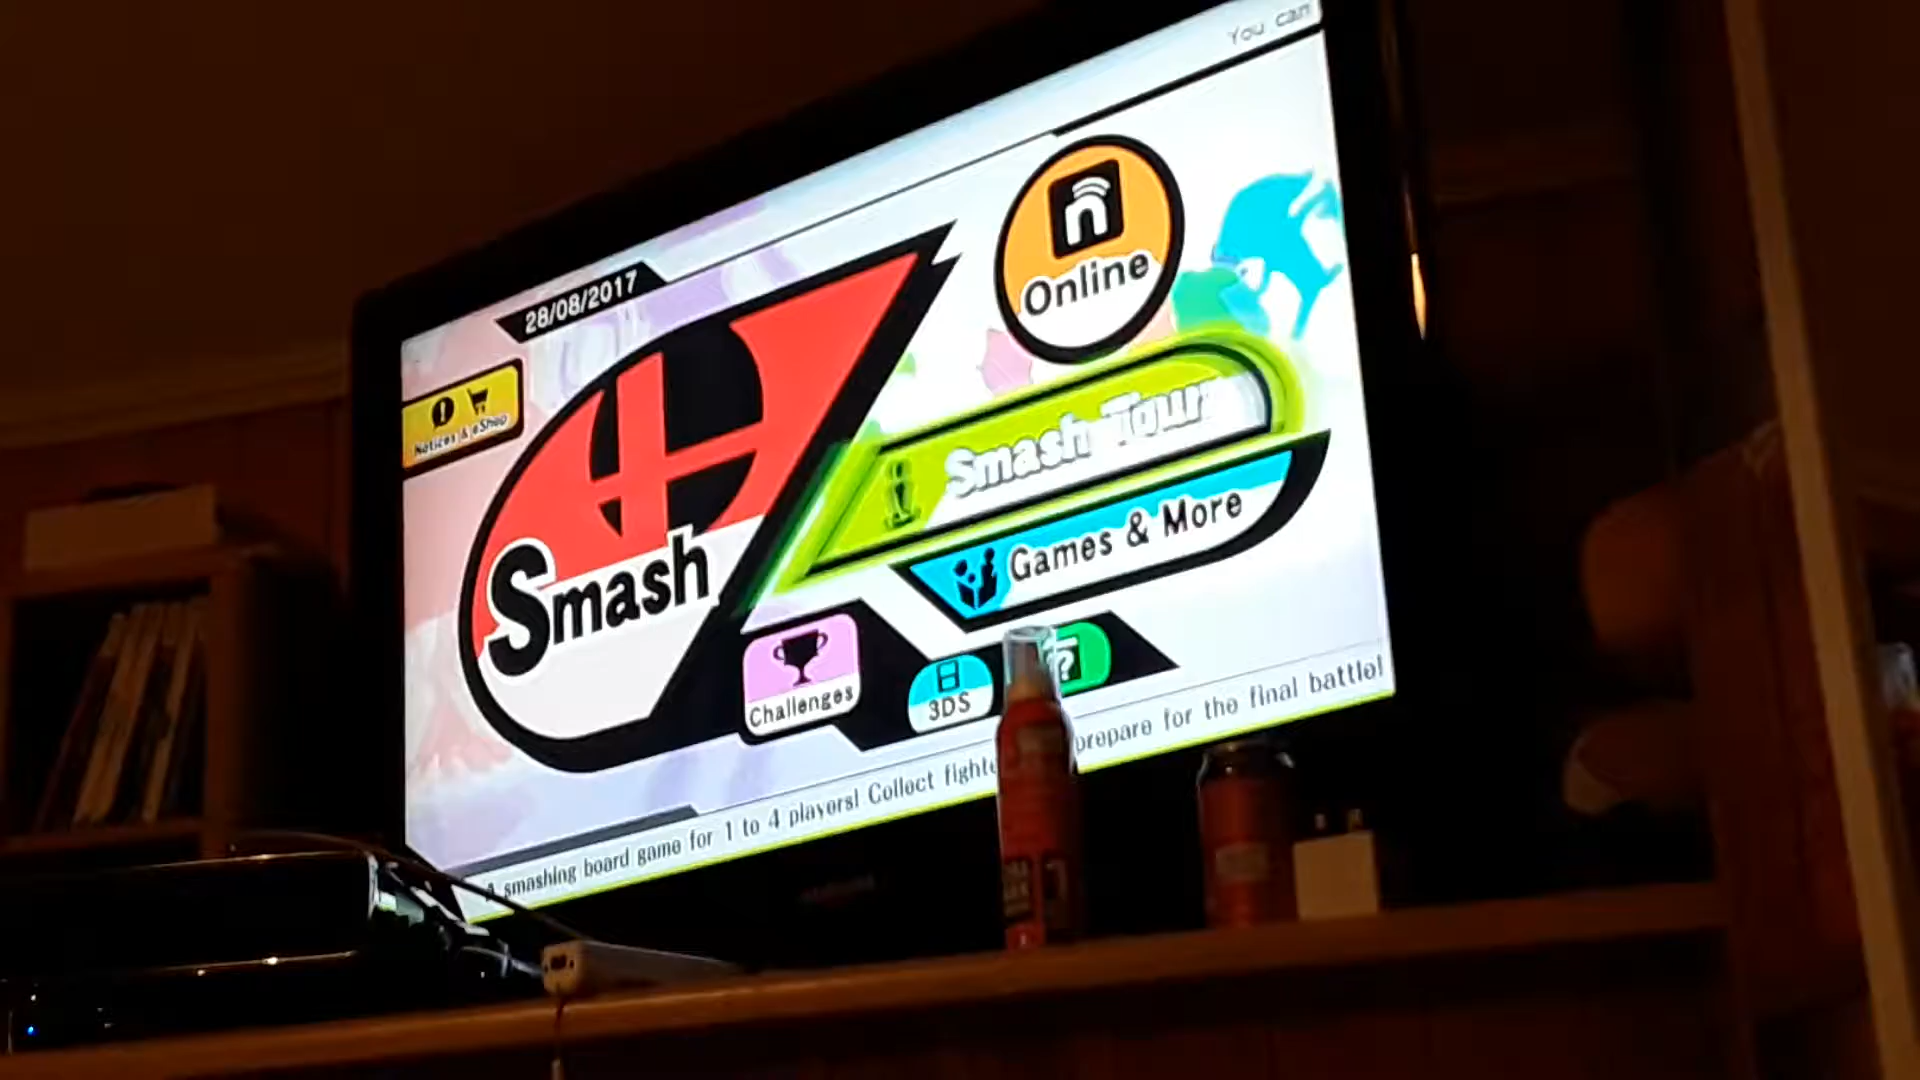 You can
28/08/2017
Online
Notices & eShop
Smash Tour
Games & More
Smash
Challenges
3DS
?
A smashing board game for 1 to 4 players! Collect fighte
prepare for the final battle!